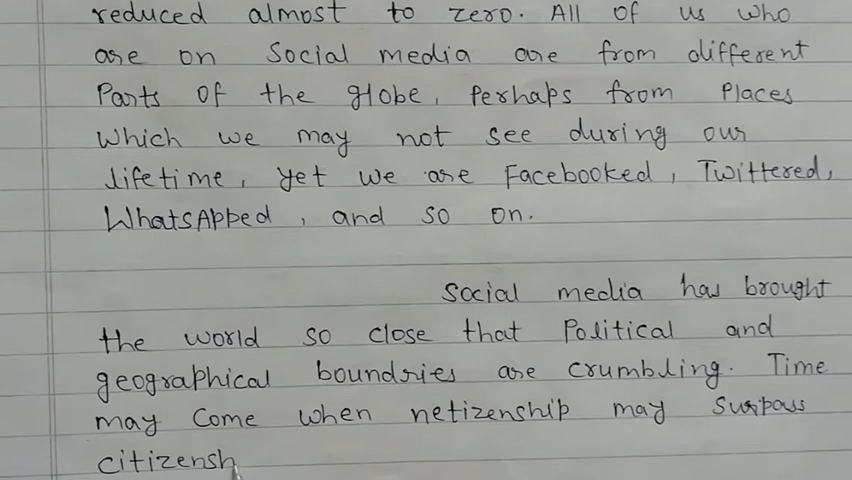 reduced almost to zero. All of us who
are on Social media are from different
Parts of the globe, Perhaps from Places
which we may not see during our
lifetime, yet we are Facebooked, Twittered,
WhatsApped, and so on.
Social media has brought
the world so close that Political and
geographical boundries are crumbling. Time
may come when netizenship may surpass
citizensh